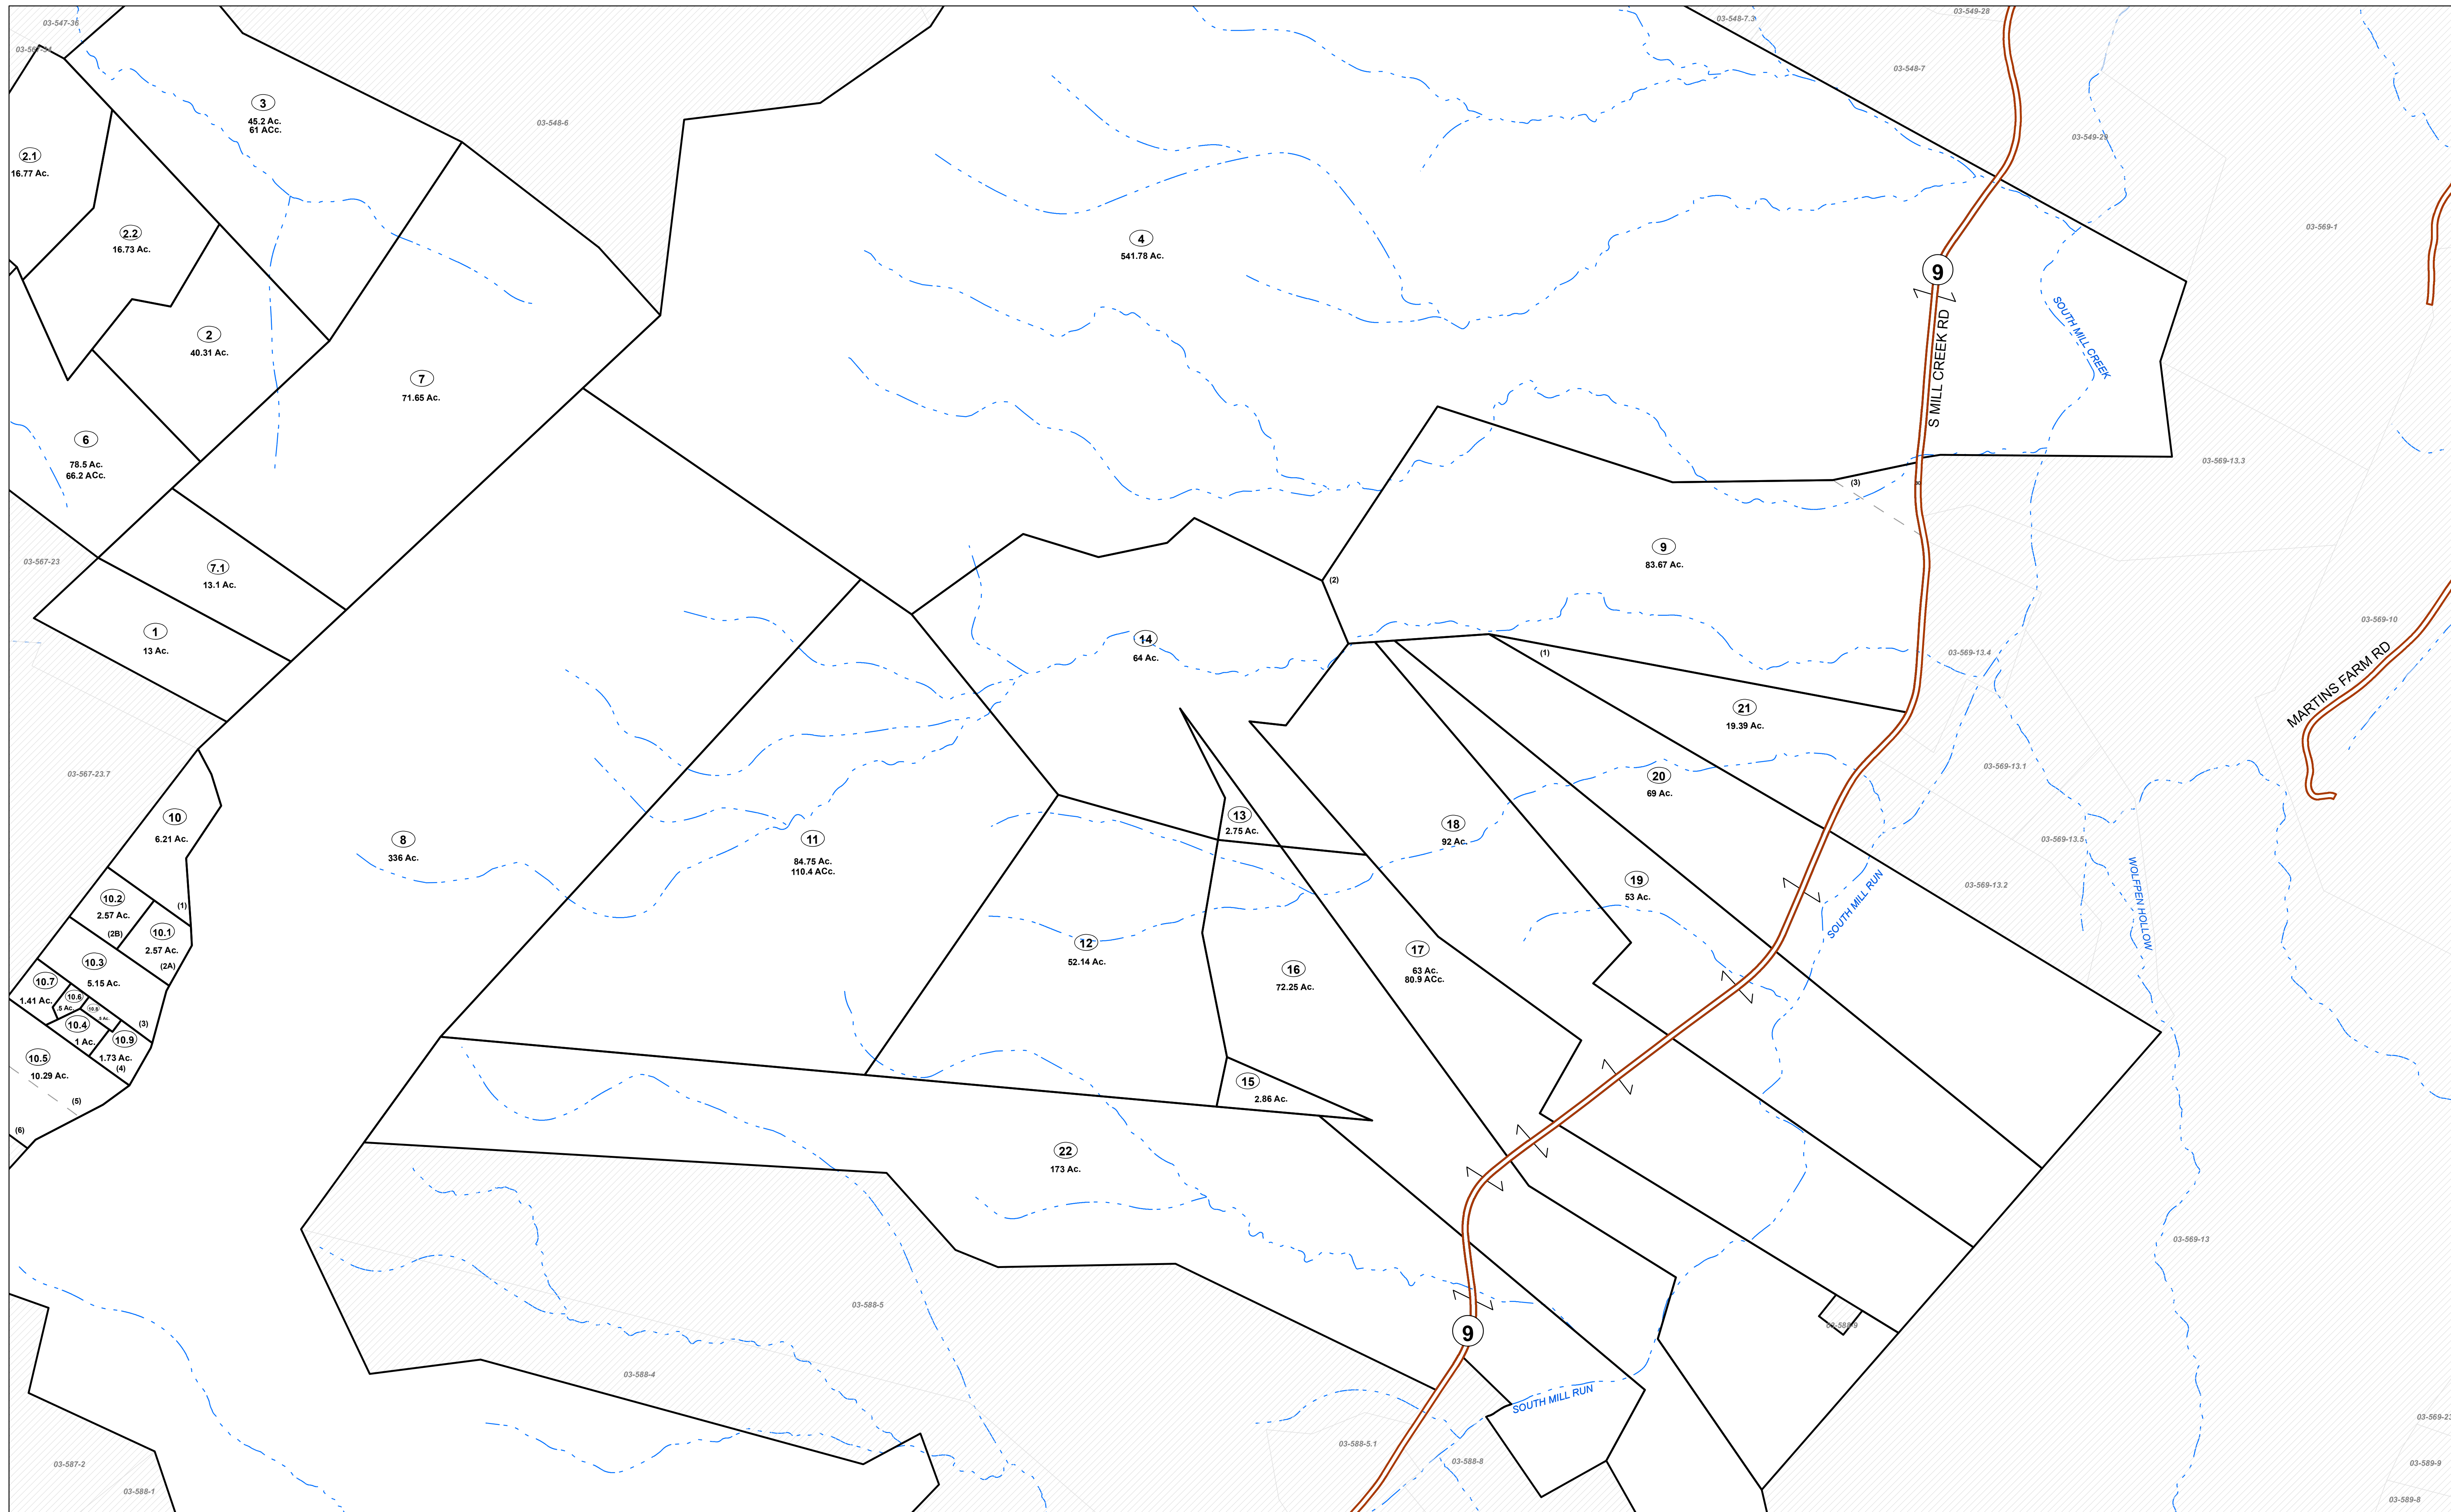 03-547-36
03-548-7.3
03-549-28
03-567-34
03-548-7
3
45.2 Ac.
61 ACc.
03-548-6
03-549-29
2.1
16.77 Ac.
2.2
16.73 Ac.
4
541.78 Ac.
03-569-1
9
S MILL CREEK RD
SOUTH MILL CREEK
2
40.31 Ac.
7
71.65 Ac.
6
78.5 Ac.
66.2 ACc.
03-569-13.3
(3)
x
03-567-23
7.1
13.1 Ac.
9
83.67 Ac.
(2)
03-569-10
1
13 Ac.
14
64 Ac.
(1)
03-569-13.4
MARTINS FARM RD
21
19.39 Ac.
03-567-23.7
03-569-13.1
20
69 Ac.
10
6.21 Ac.
13
2.75 Ac.
18
92 Ac.
8
336 Ac.
11
84.75 Ac.
110.4 ACc.
03-569-13.5
19
53 Ac.
03-569-13.2
SOUTH MILL RUN
WOLFPEN HOLLOW
10.2
2.57 Ac.
(1)
(2B)
10.1
2.57 Ac.
(2A)
12
52.14 Ac.
17
63 Ac.
80.9 ACc.
16
72.25 Ac.
10.3
5.15 Ac.
10.7
1.41 Ac.
10.6
.5 Ac.
10.4
1 Ac.
(3)
10.9
1.73 Ac.
(4)
10.5
10.29 Ac.
15
2.86 Ac.
(5)
(6)
22
173 Ac.
03-569-13
03-588-5
03-588-9
9
03-588-4
SOUTH MILL RUN
03-569-23
03-588-5.1
03-588-8
03-587-2
03-589-9
03-588-1
03-589-8